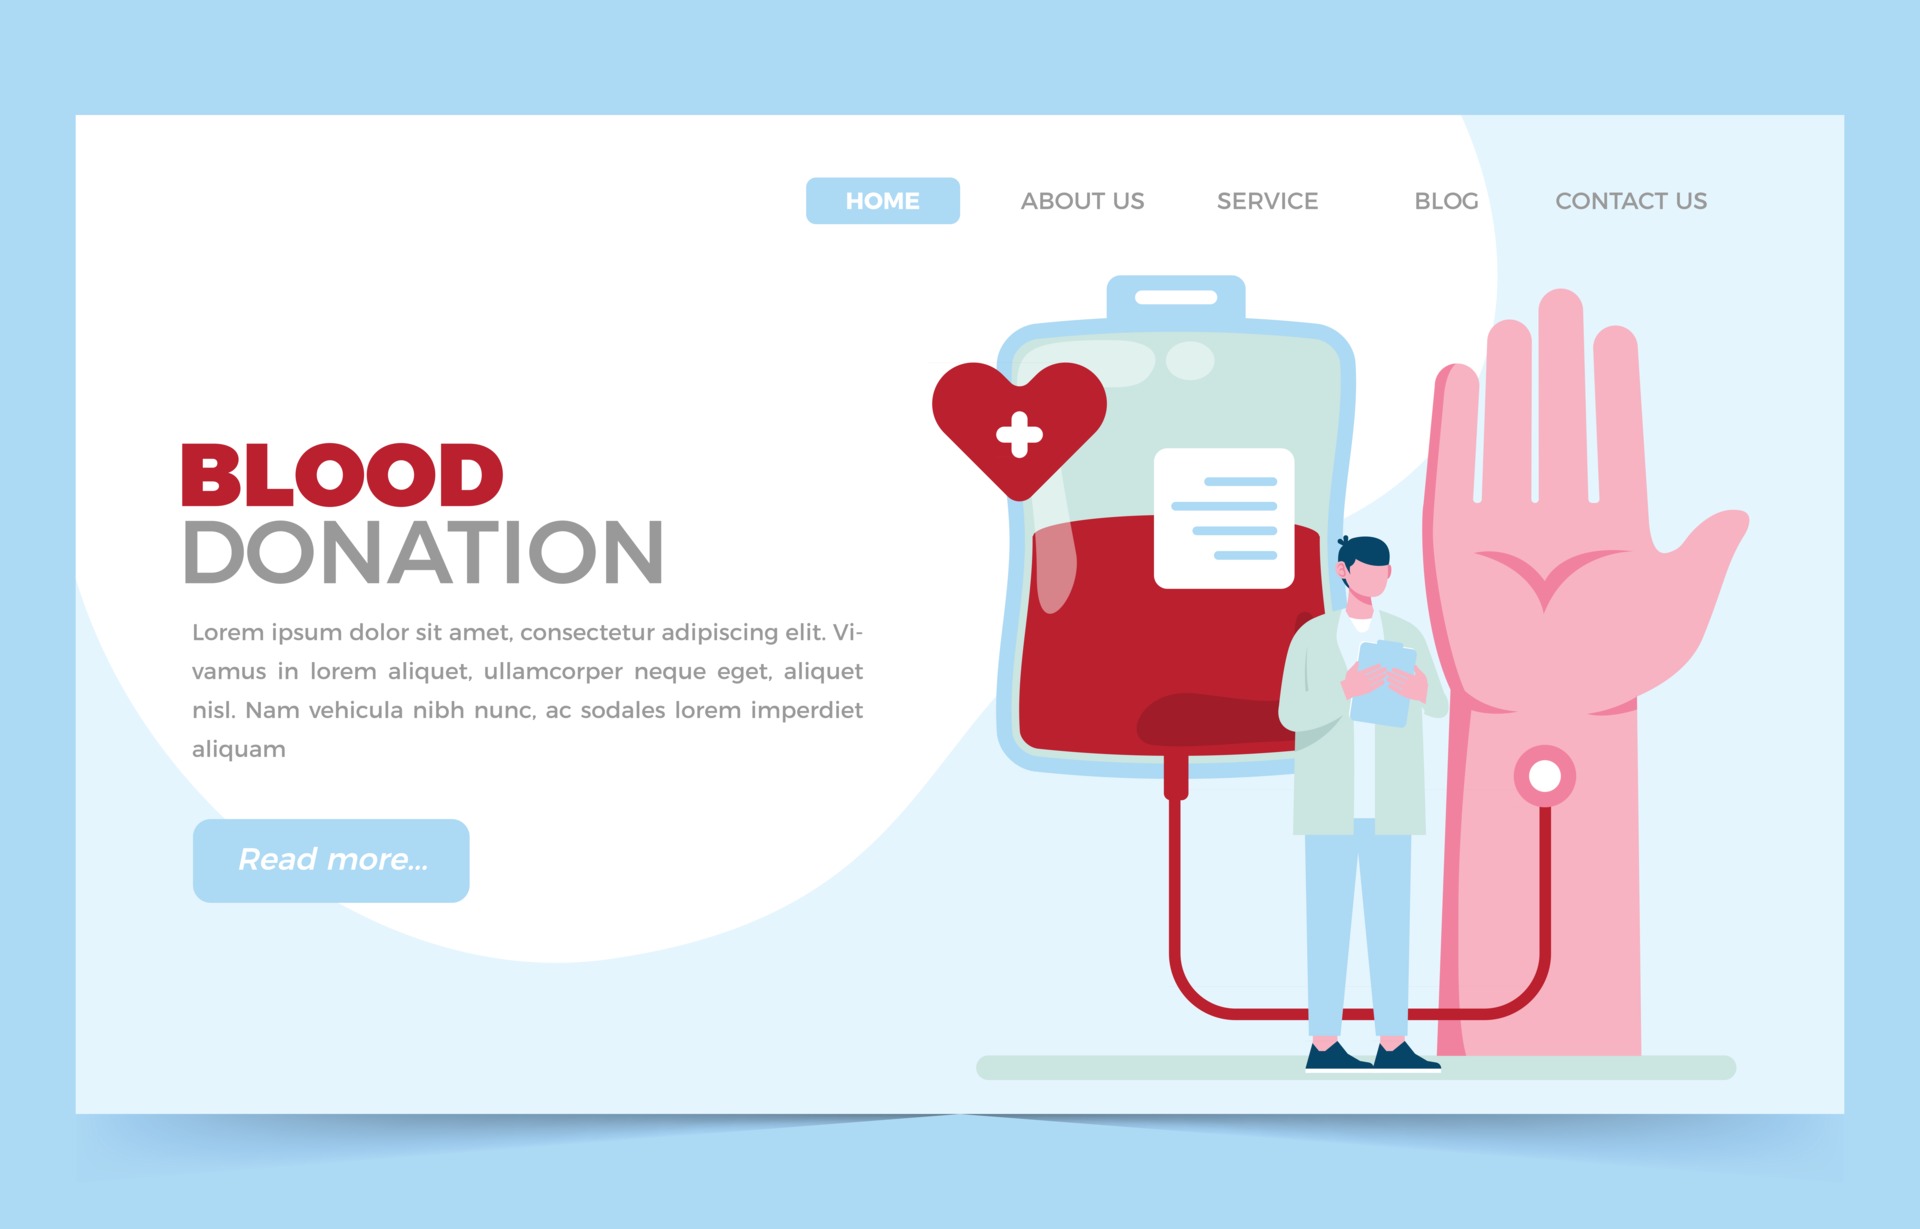 HOME ABOUT US SERVICE BLOG CONTACT US
BLOOD
DONATION
Lorem ipsum dolor sit amet, consectetur adipiscing elit. Vi-
vamus in lorem aliquet, ullamcorper neque eget, aliquet
nisl. Nam vehicula nibh nunc, ac sodales lorem imperdiet
aliquam
Read more...